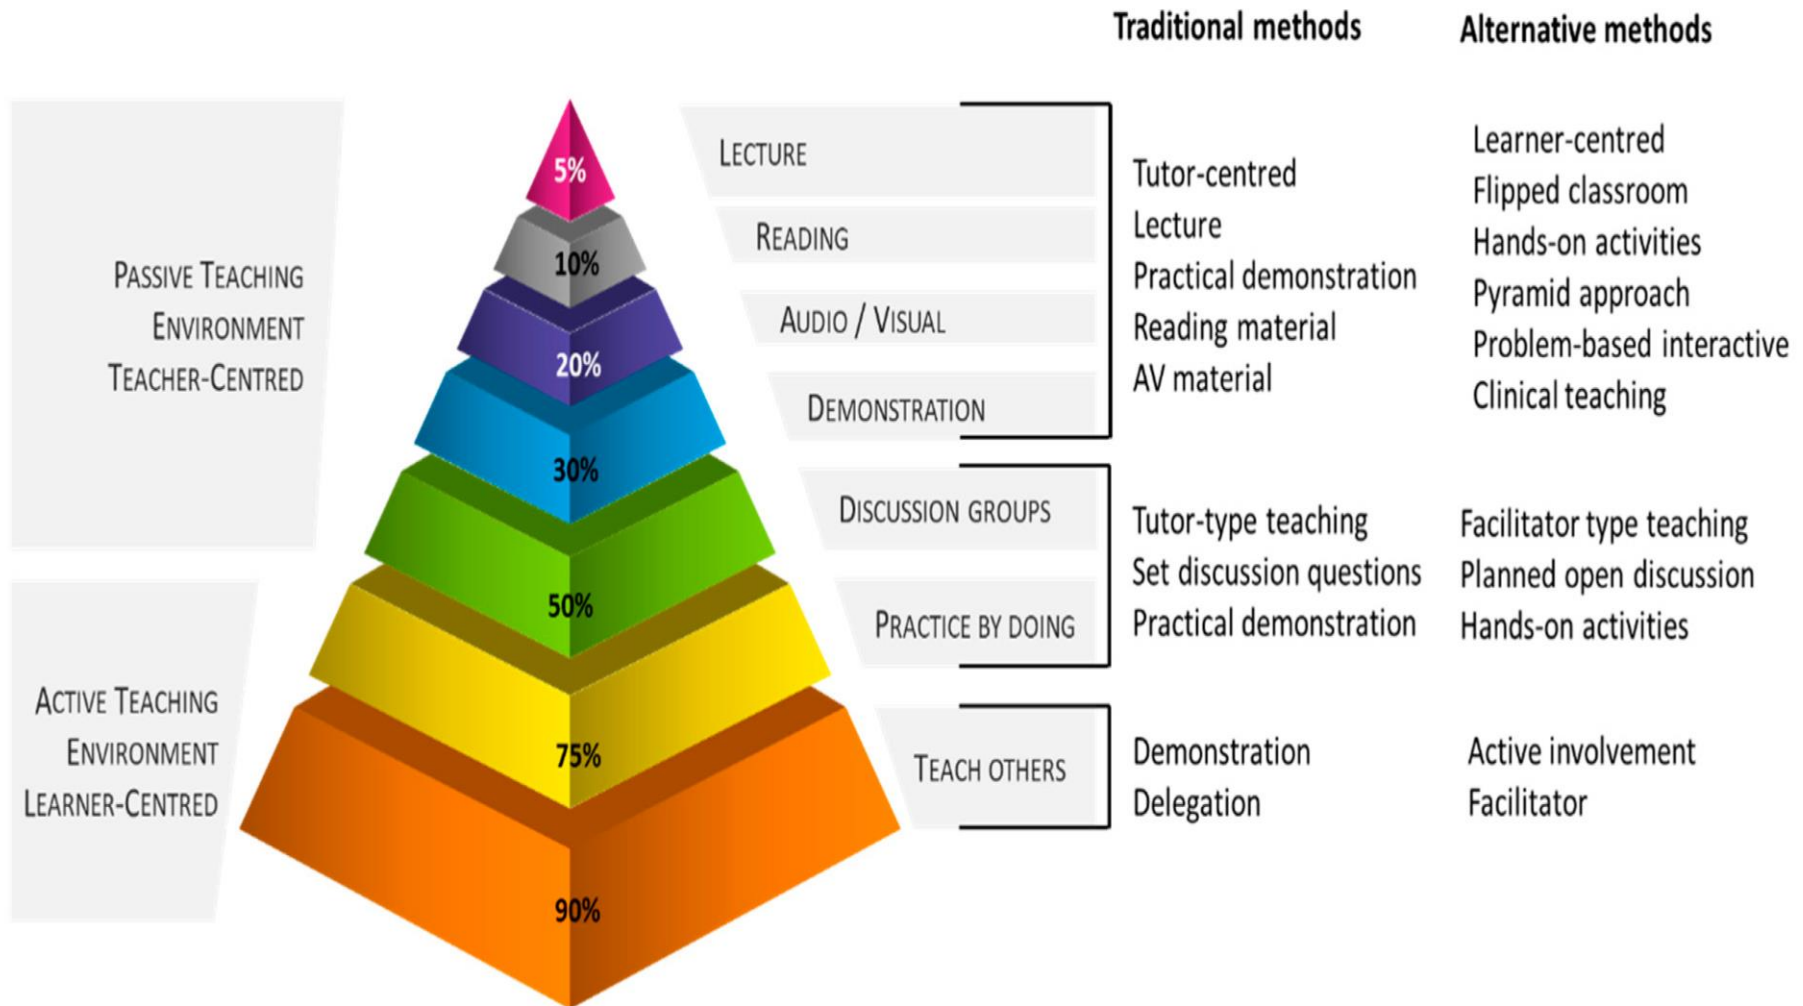 Traditional methods
Alternative methods
PASSIVE TEACHING
ENVIRONMENT
TEACHER-CENTRED
ACTIVE TEACHING
ENVIRONMENT
LEARNER-CENTRED
5%
10%
20%
30%
50%
75%
90%
LECTURE
READING
AUDIO / VISUAL
DEMONSTRATION
DISCUSSION GROUPS
PRACTICE BY DOING
TEACH OTHERS
Tutor-centred
Lecture
Practical demonstration
Reading material
AV material
Learner-centred
Flipped classroom
Hands-on activities
Pyramid approach
Problem-based interactive
Clinical teaching
Tutor-type teaching
Set discussion questions
Practical demonstration
Facilitator type teaching
Planned open discussion
Hands-on activities
Demonstration
Delegation
Active involvement
Facilitator